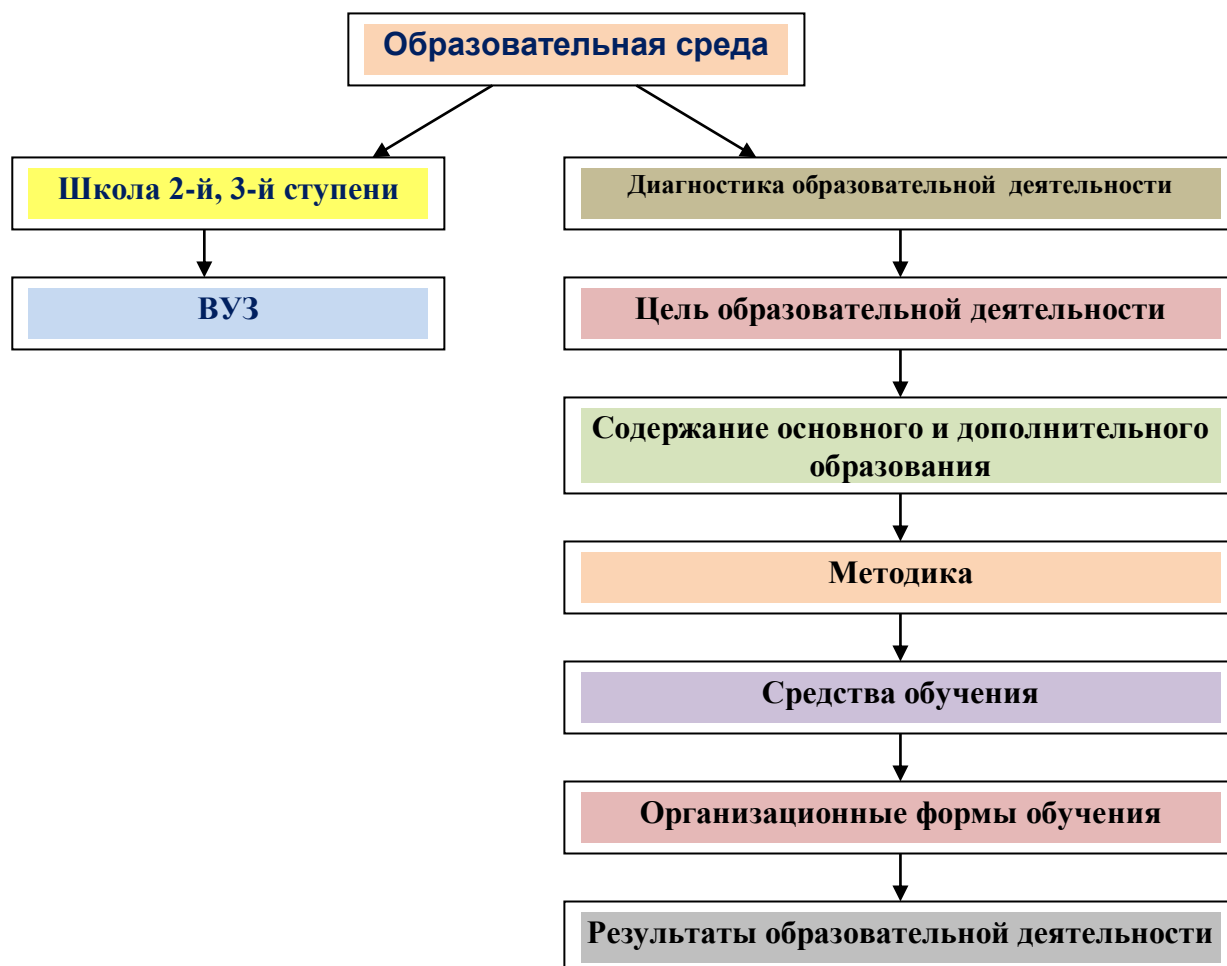 Образовательная среда
Школа 2-й, 3-й ступени
Диагностика образовательной деятельности
ВУЗ
Цель образовательной деятельности
Содержание основного и дополнительного
образования
Методика
Средства обучения
Организационные формы обучения
Результаты образовательной деятельности